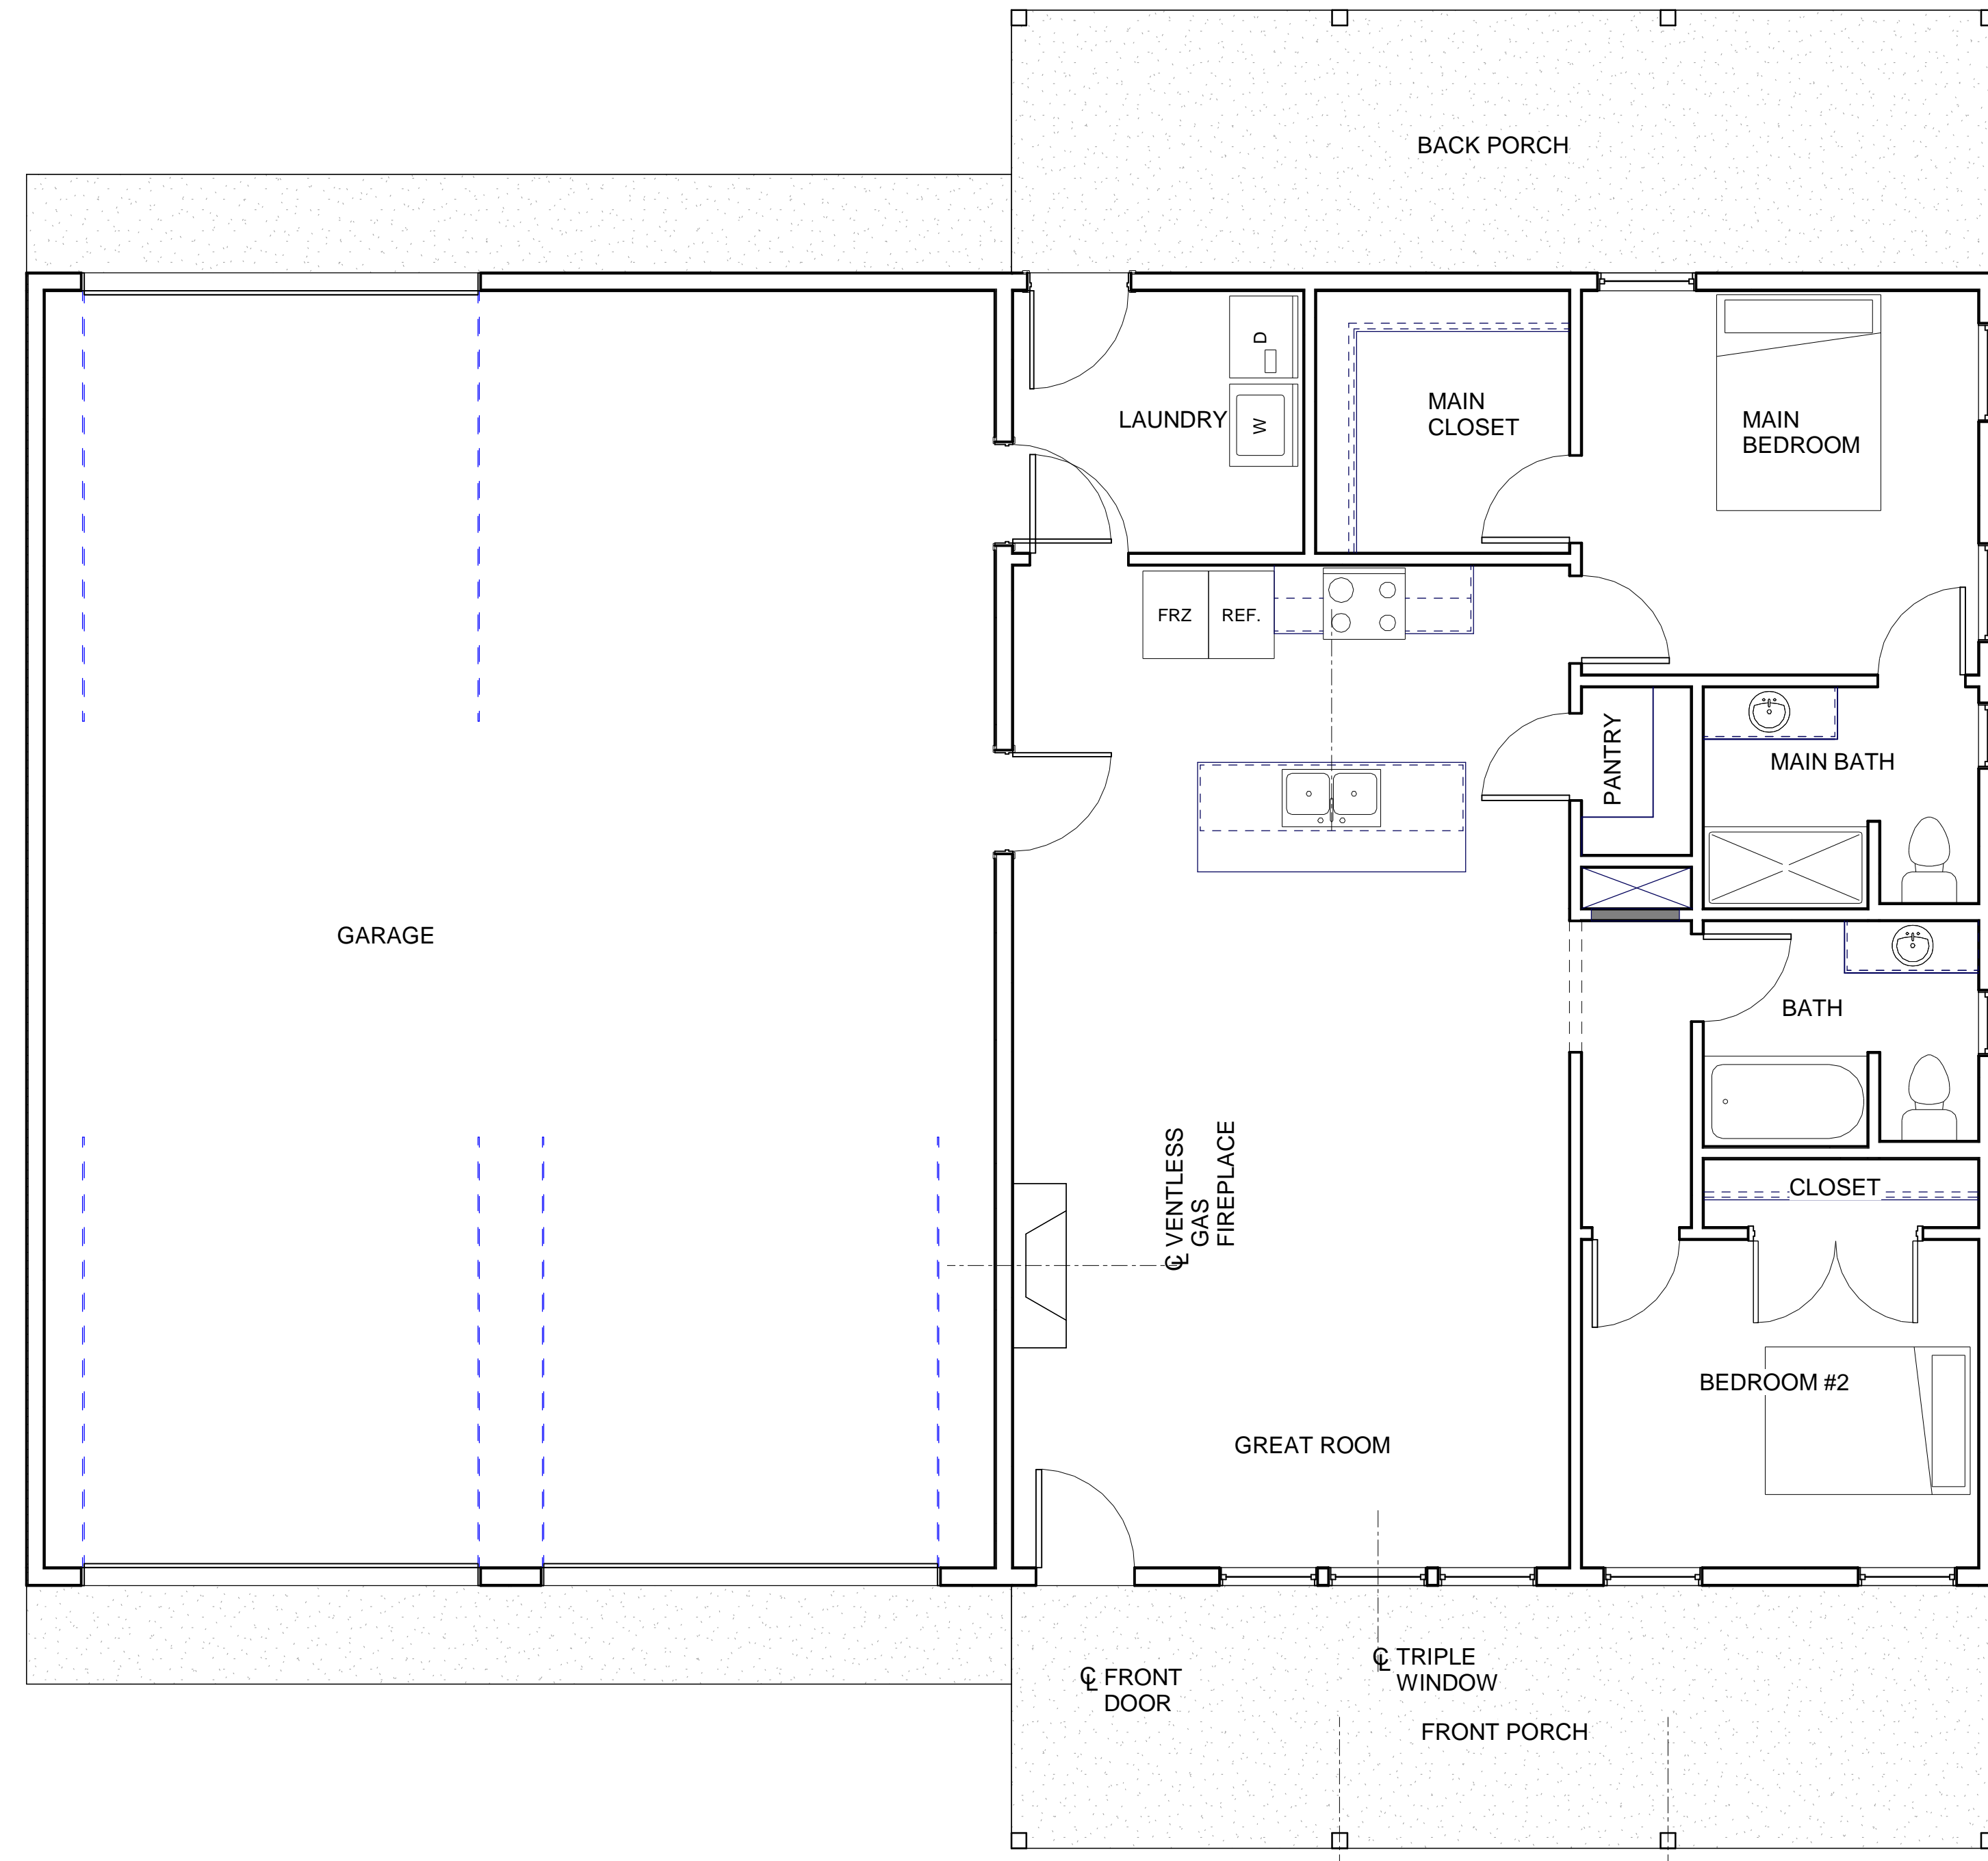 BACK PORCH
D
W
LAUNDRY
MAIN
CLOSET
MAIN
BEDROOM
FRZ
REF.
PANTRY
MAIN BATH
GARAGE
BATH
℄ VENTLESS
GAS
FIREPLACE
CLOSET
BEDROOM #2
GREAT ROOM
℄ FRONT
DOOR
℄ TRIPLE
WINDOW
FRONT PORCH